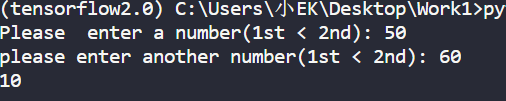 (tensorflow2.0) C:\Users\小EK\Desktop\Work1>py
Please  enter a number(1st < 2nd): 50
please enter another number(1st < 2nd): 60
10